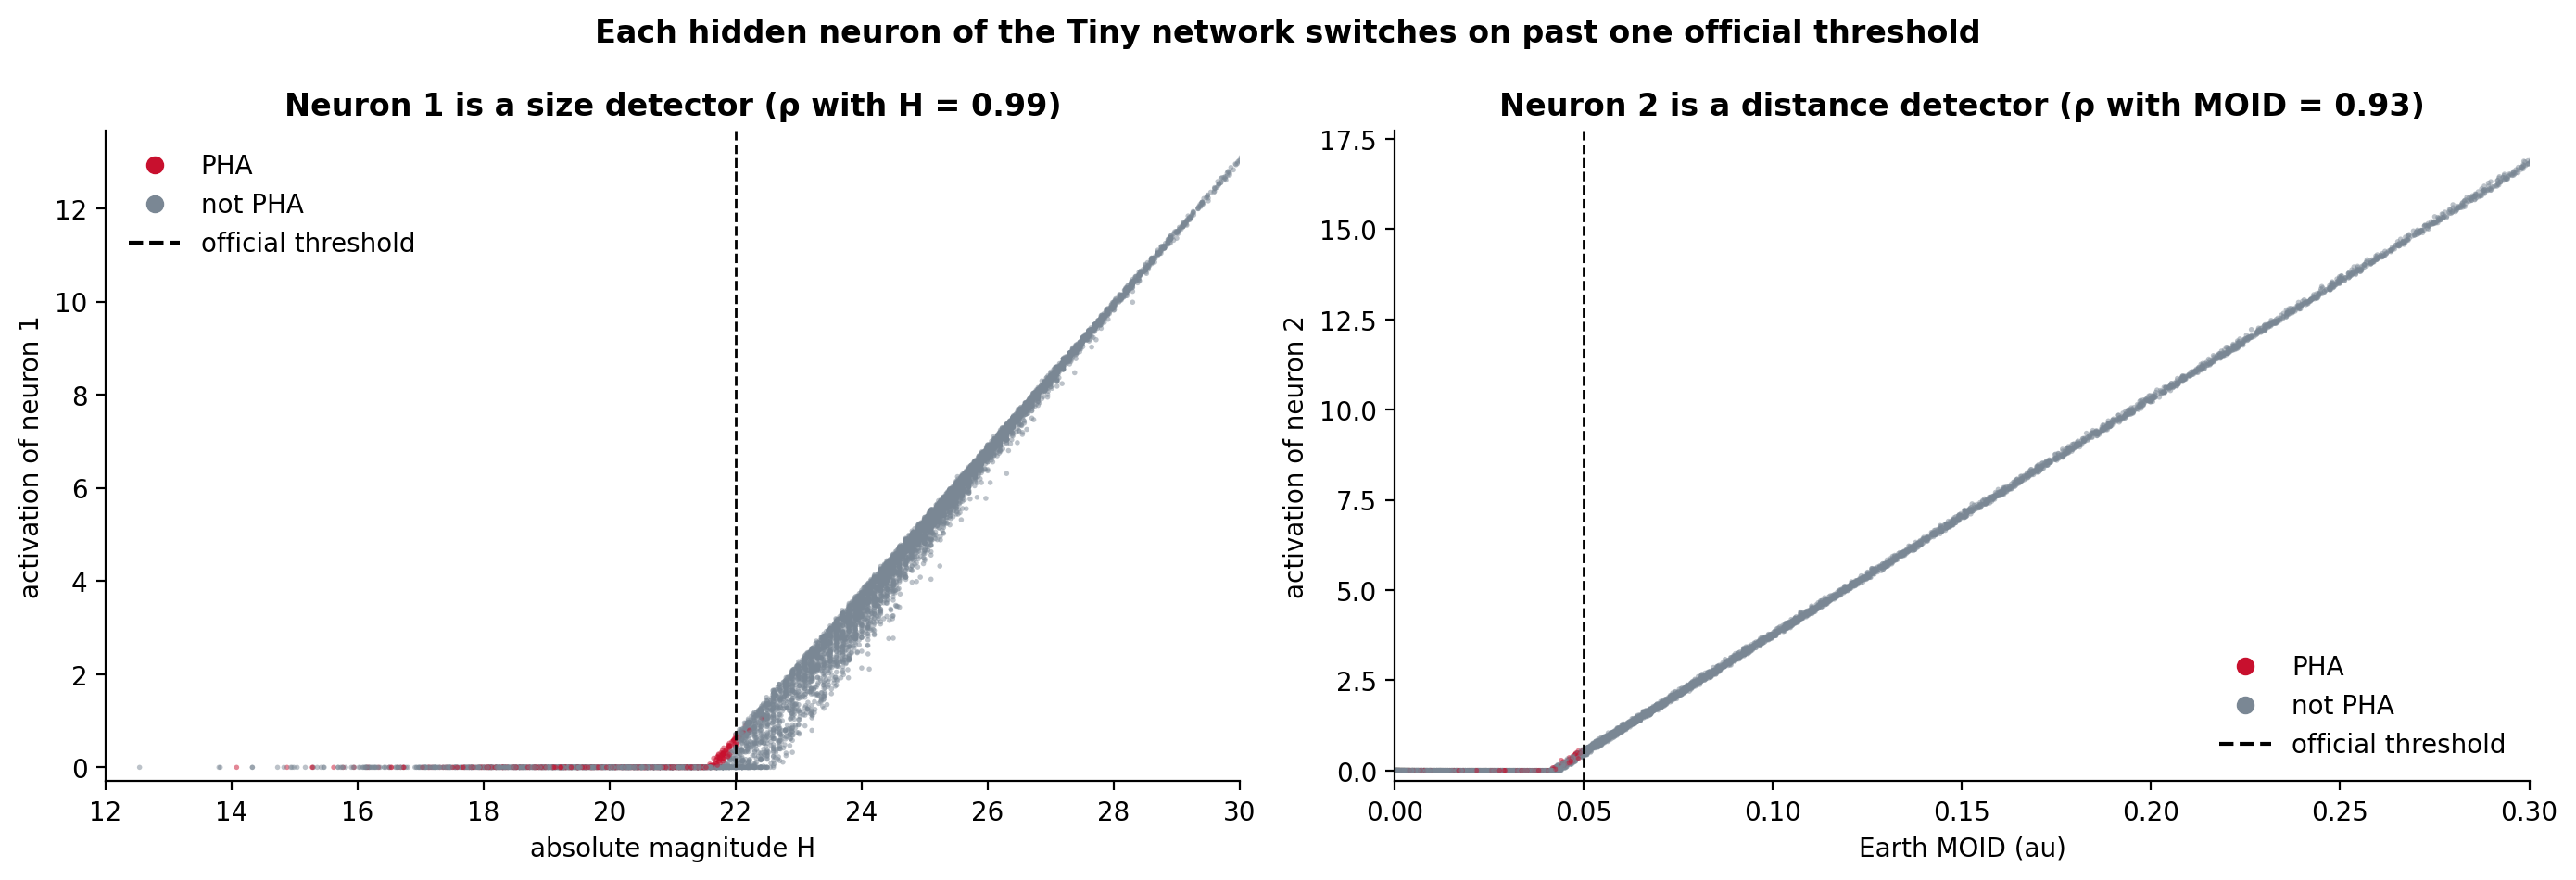 Each hidden neuron of the Tiny network switches on past one official threshold
Neuron 1 is a size detector (ρ with H = 0.99)
PHA
not PHA
official threshold
activation of neuron 1
12
10
8
6
4
2
0
12 14 16 18 20 22 24 26 28 30
absolute magnitude H
Neuron 2 is a distance detector (ρ with MOID = 0.93)
activation of neuron 2
17.5
15.0
12.5
10.0
7.5
5.0
2.5
0.0
PHA
not PHA
official threshold
0.00 0.05 0.10 0.15 0.20 0.25 0.30
Earth MOID (au)